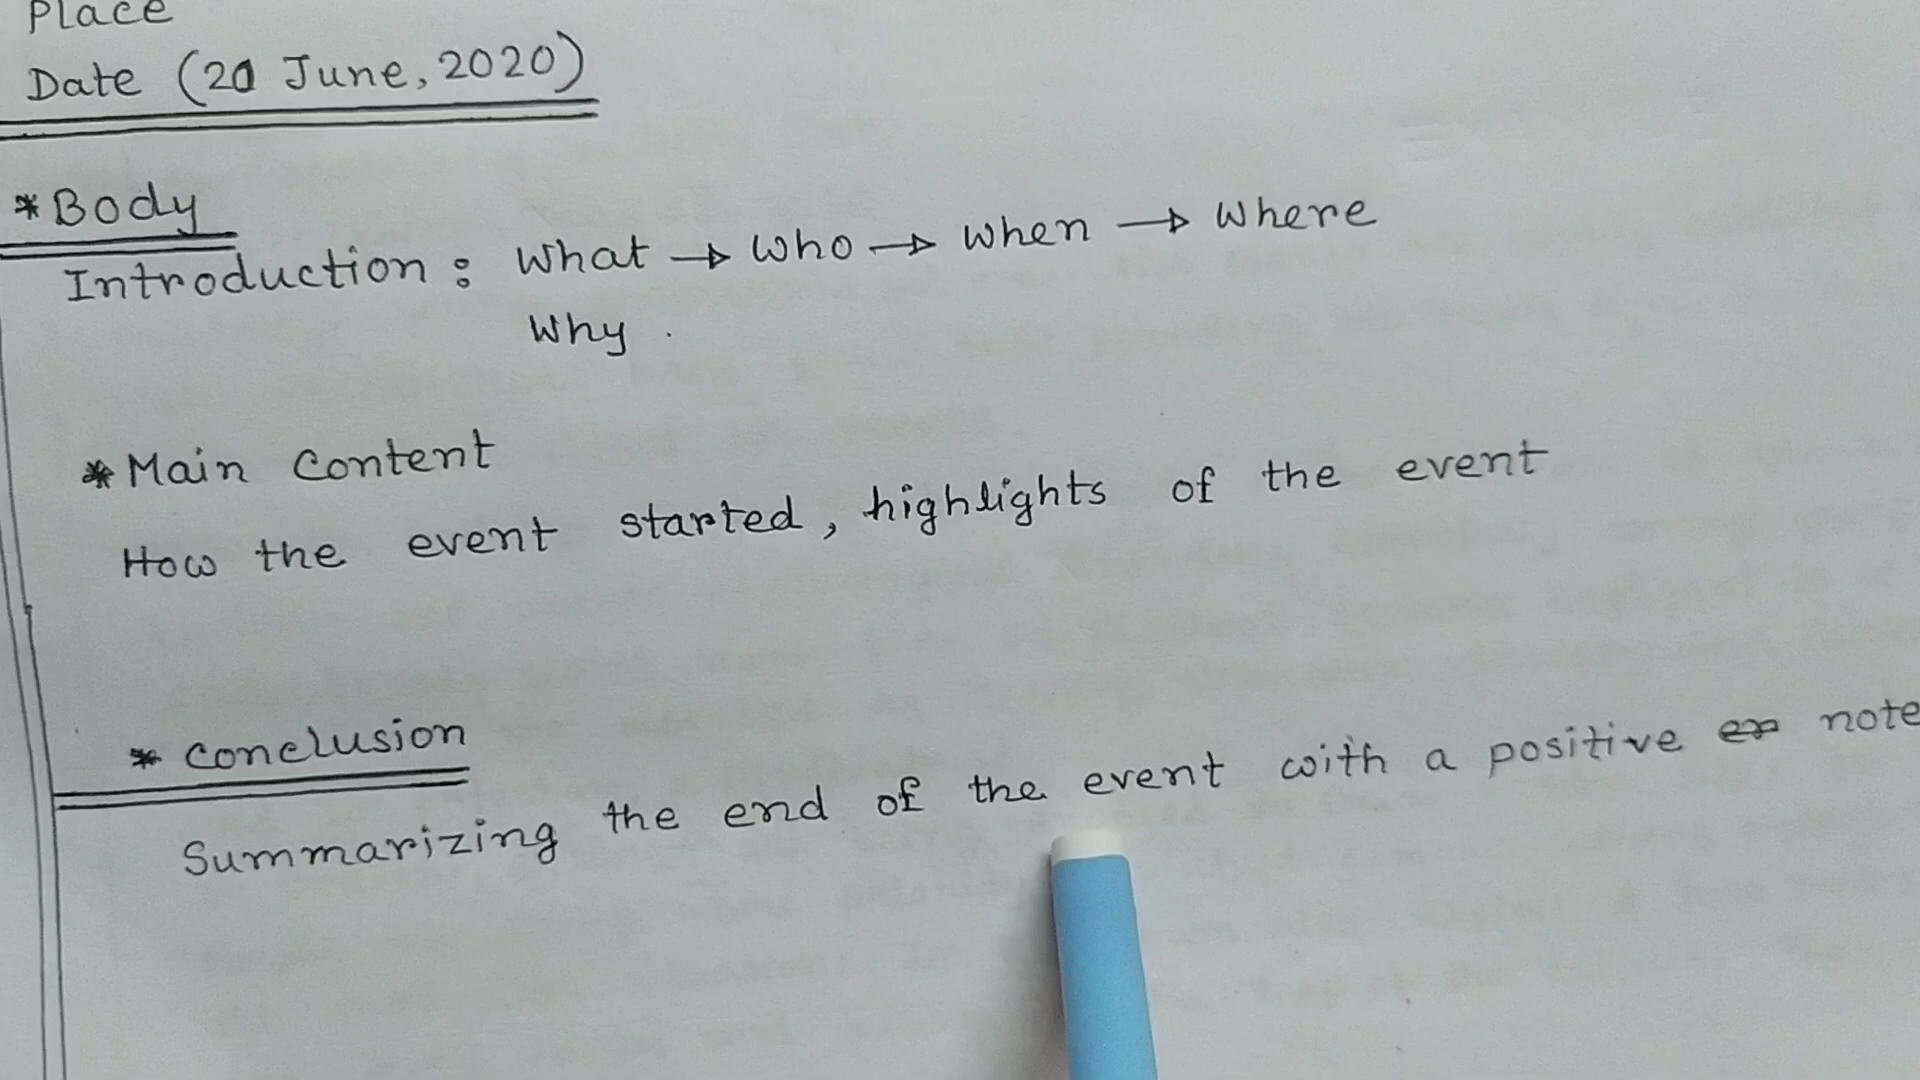 Place
Date (20 June, 2020)
* Body
Introduction : What → Who → When → Where
Why .
* Main Content
How the event started, highlights of the event
* Conclusion
Summarizing the end of the event with a positive note